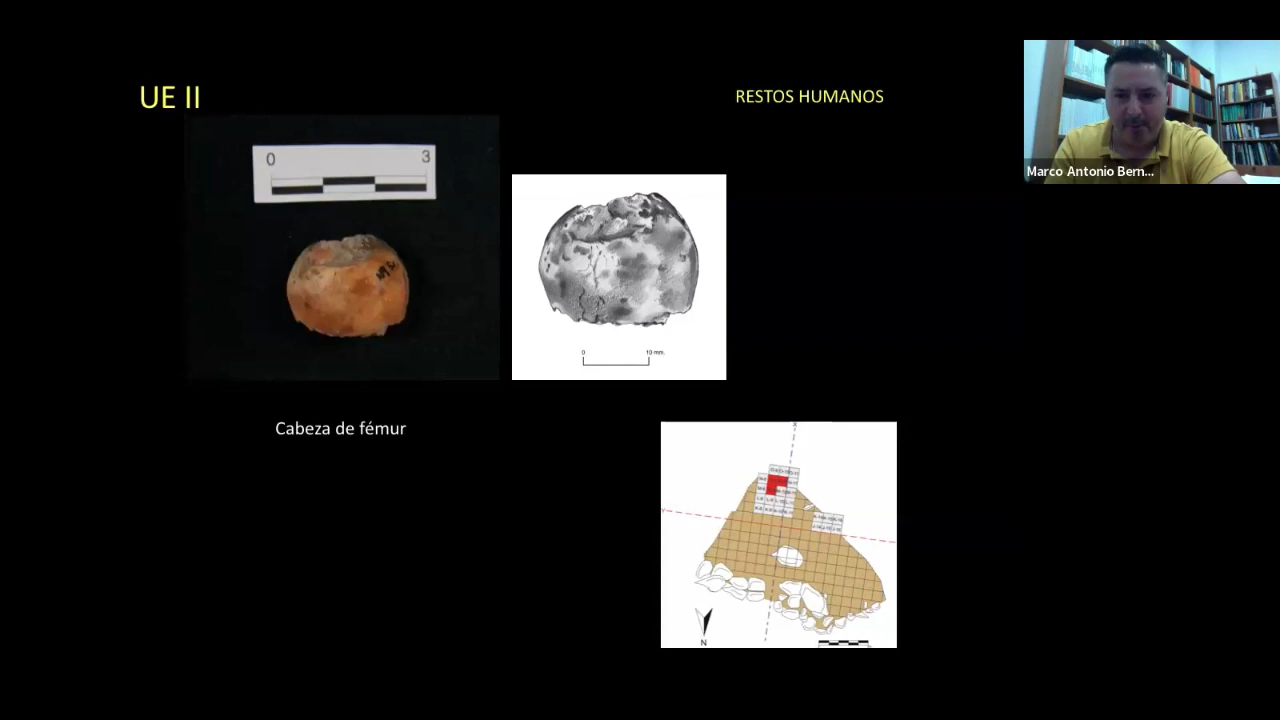 UE II
RESTOS HUMANOS
Marco Antonio Bern...
0 3
0 10 mm.
Cabeza de fémur
X
Y
N